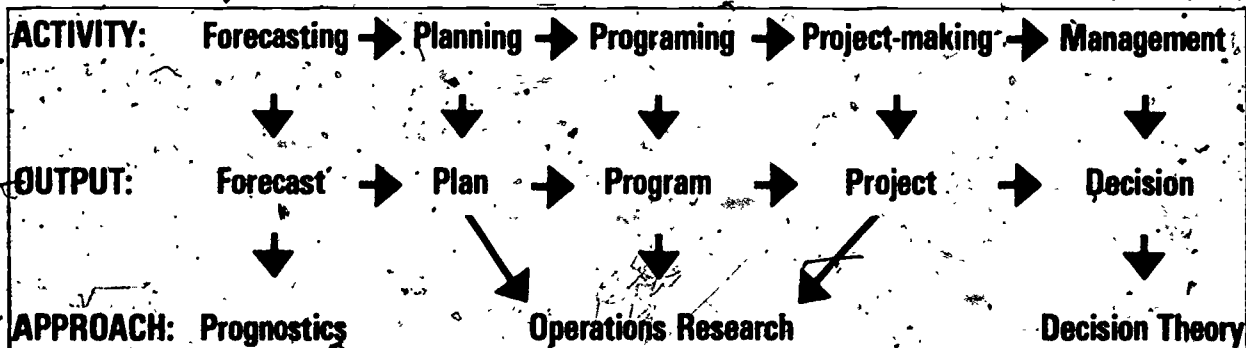 ACTIVITY: Forecasting Planning Programing Project-making Management
OUTPUT: Forecast Plan Program Project Decision
APPROACH: Prognostics Operations Research Decision Theory